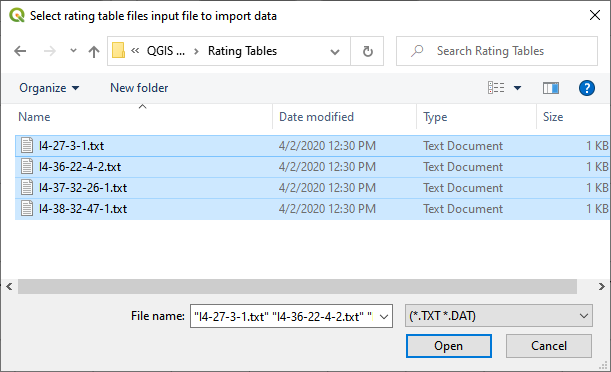 Select rating table files input file to import data
« QGIS ... > Rating Tables
Search Rating Tables
Organize New folder
Name Date modified Type Size
I4-27-3-1.txt 4/2/2020 12:30 PM Text Document 1 KB
I4-36-22-4-2.txt 4/2/2020 12:30 PM Text Document 1 KB
I4-37-32-26-1.txt 4/2/2020 12:30 PM Text Document 1 KB
I4-38-32-47-1.txt 4/2/2020 12:30 PM Text Document 1 KB
File name: "I4-27-3-1.txt" "I4-36-22-4-2.txt" " (*.TXT *.DAT)
Open Cancel